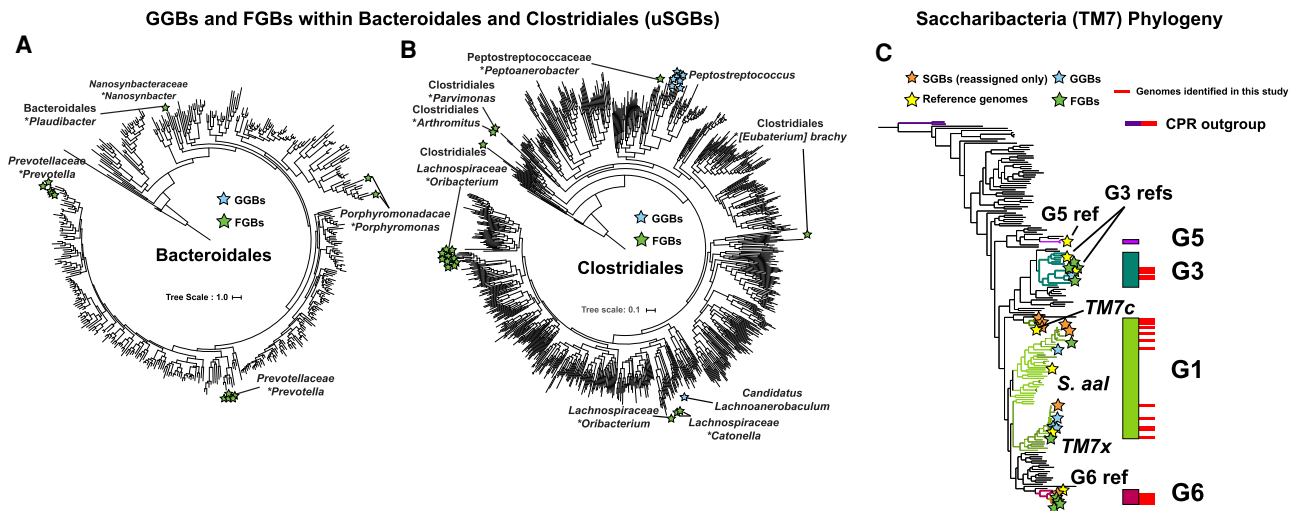 GGBs and FGBs within Bacteroidales and Clostridiales (uSGBs)
A
Nanosynbacteraceae
*Nanosynbacter
Bacteroidales
*Plaudibacter
Prevotellaceae
*Prevotella
GGBs
FGBs
Porphyromonadacae
*Porphyromonas
Bacteroidales
Tree Scale : 1.0
Prevotellaceae
*Prevotella
B
Peptostreptococcaceae
*Peptoanerobacter
Peptostreptococcus
Clostridiales
*Parvimonas
Clostridiales
*Arthromitus
Clostridiales
*[Eubaterium] brachy
Clostridiales
Lachnospiraceae
*Oribacterium
GGBs
FGBs
Clostridiales
Tree scale: 0.1
Candidatus
Lachnoanerobaculum
Lachnospiraceae
*Oribacterium
Lachnospiraceae
*Catonella
Saccharibacteria (TM7) Phylogeny
C
SGBs (reassigned only)
GGBs
Reference genomes
FGBs
Genomes identified in this study
CPR outgroup
G3 refs
G5 ref
G5
G3
TM7c
G1
S. aal
TM7x
G6 ref
G6